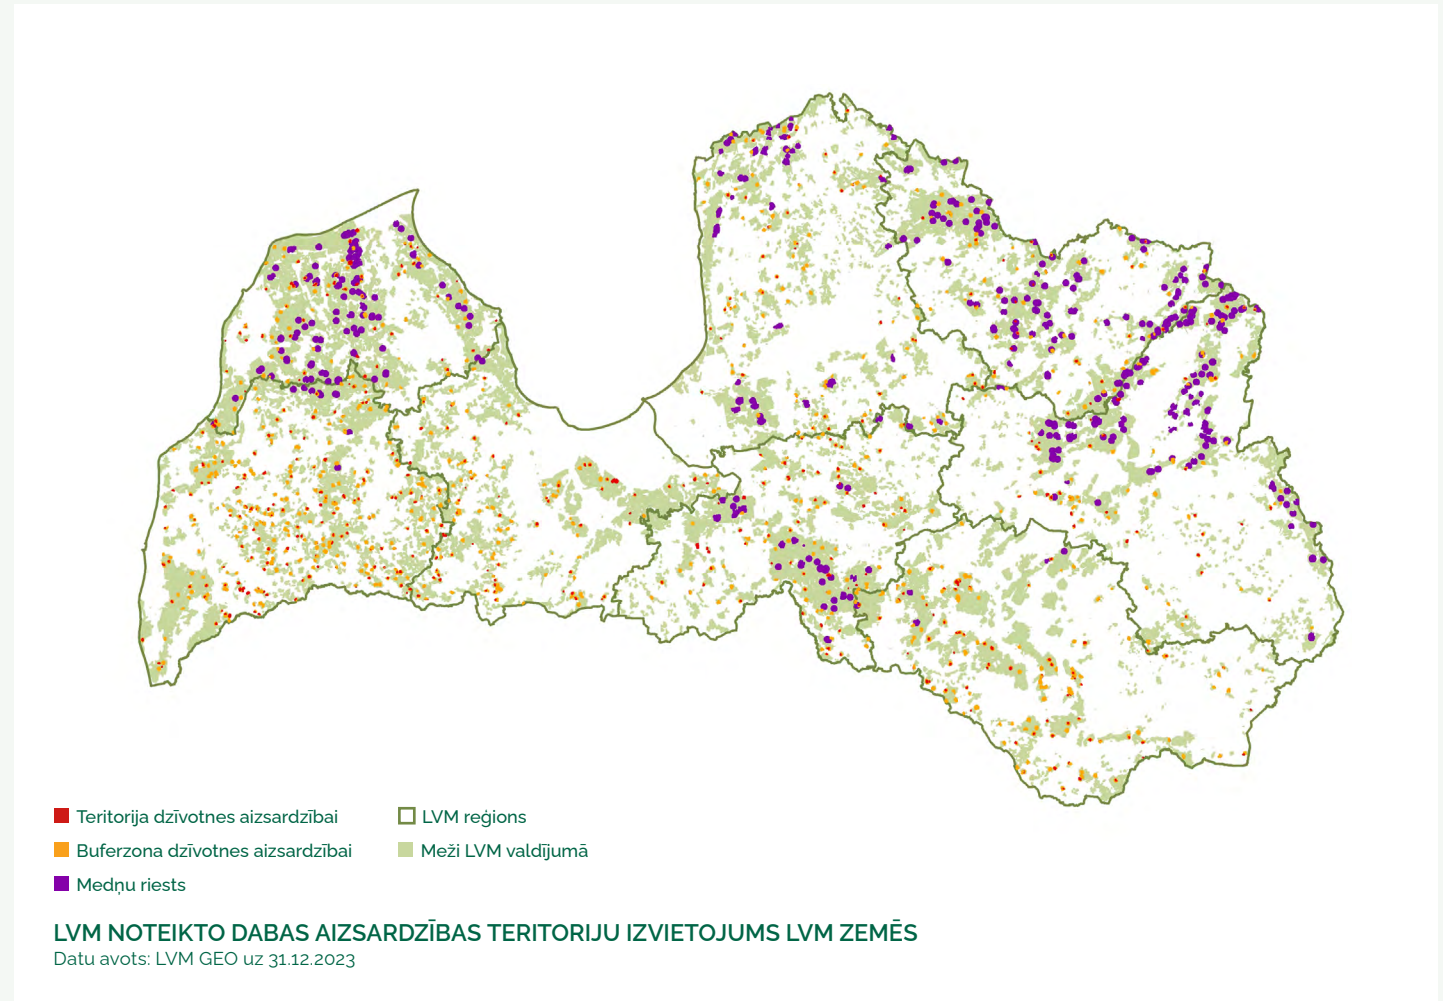 Teritorija dzīvotnes aizsardzībai
Buferzona dzīvotnes aizsardzībai
Medņu riests
LVM reģions
Meži LVM valdījumā
LVM NOTEIKTO DABAS AIZSARDZĪBAS TERITORIJU IZVIETOJUMS LVM ZEMĒS
Datu avots: LVM GEO uz 31.12.2023